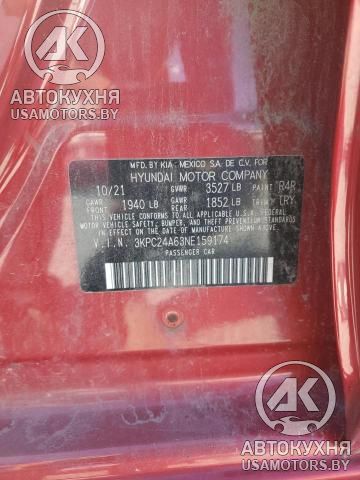 АВТОКУХНЯ
USAMOTORS.BY
MFD. BY KIA MEXICO S.A. DE C.V. FOR
HYUNDAI MOTOR COMPANY
10/21 GVWR 3527 LB PAINT R4R
GAWR FRONT 1940 LB GAWR REAR 1852 LB TRIM TRY
THIS VEHICLE CONFORMS TO ALL APPLICABLE U.S. FEDERAL
MOTOR VEHICLE SAFETY, BUMPER, AND THEFT PREVENTION
STANDARDS IN EFFECT ON THE DATE OF MANUFACTURE
V.I.N. 3KPC24A63NE159174
PASSENGER CAR
AK
АВТОКУХНЯ
USAMOTORS.BY